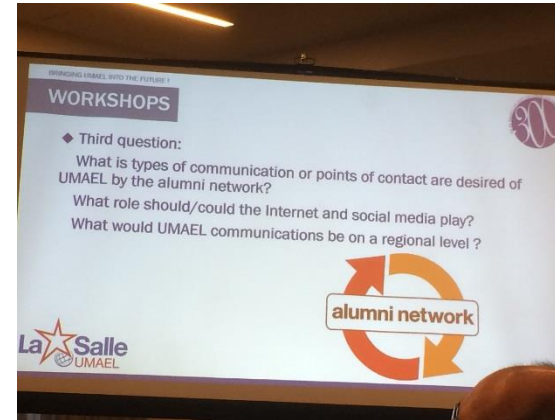 BRINGING UMAEL INTO THE FUTURE !
WORKSHOPS
300
◆ Third question:
What is types of communication or points of contact are desired of
UMAEL by the alumni network?
What role should/could the Internet and social media play?
What would UMAEL communications be on a regional level ?
alumni network
La Salle
UMAEL